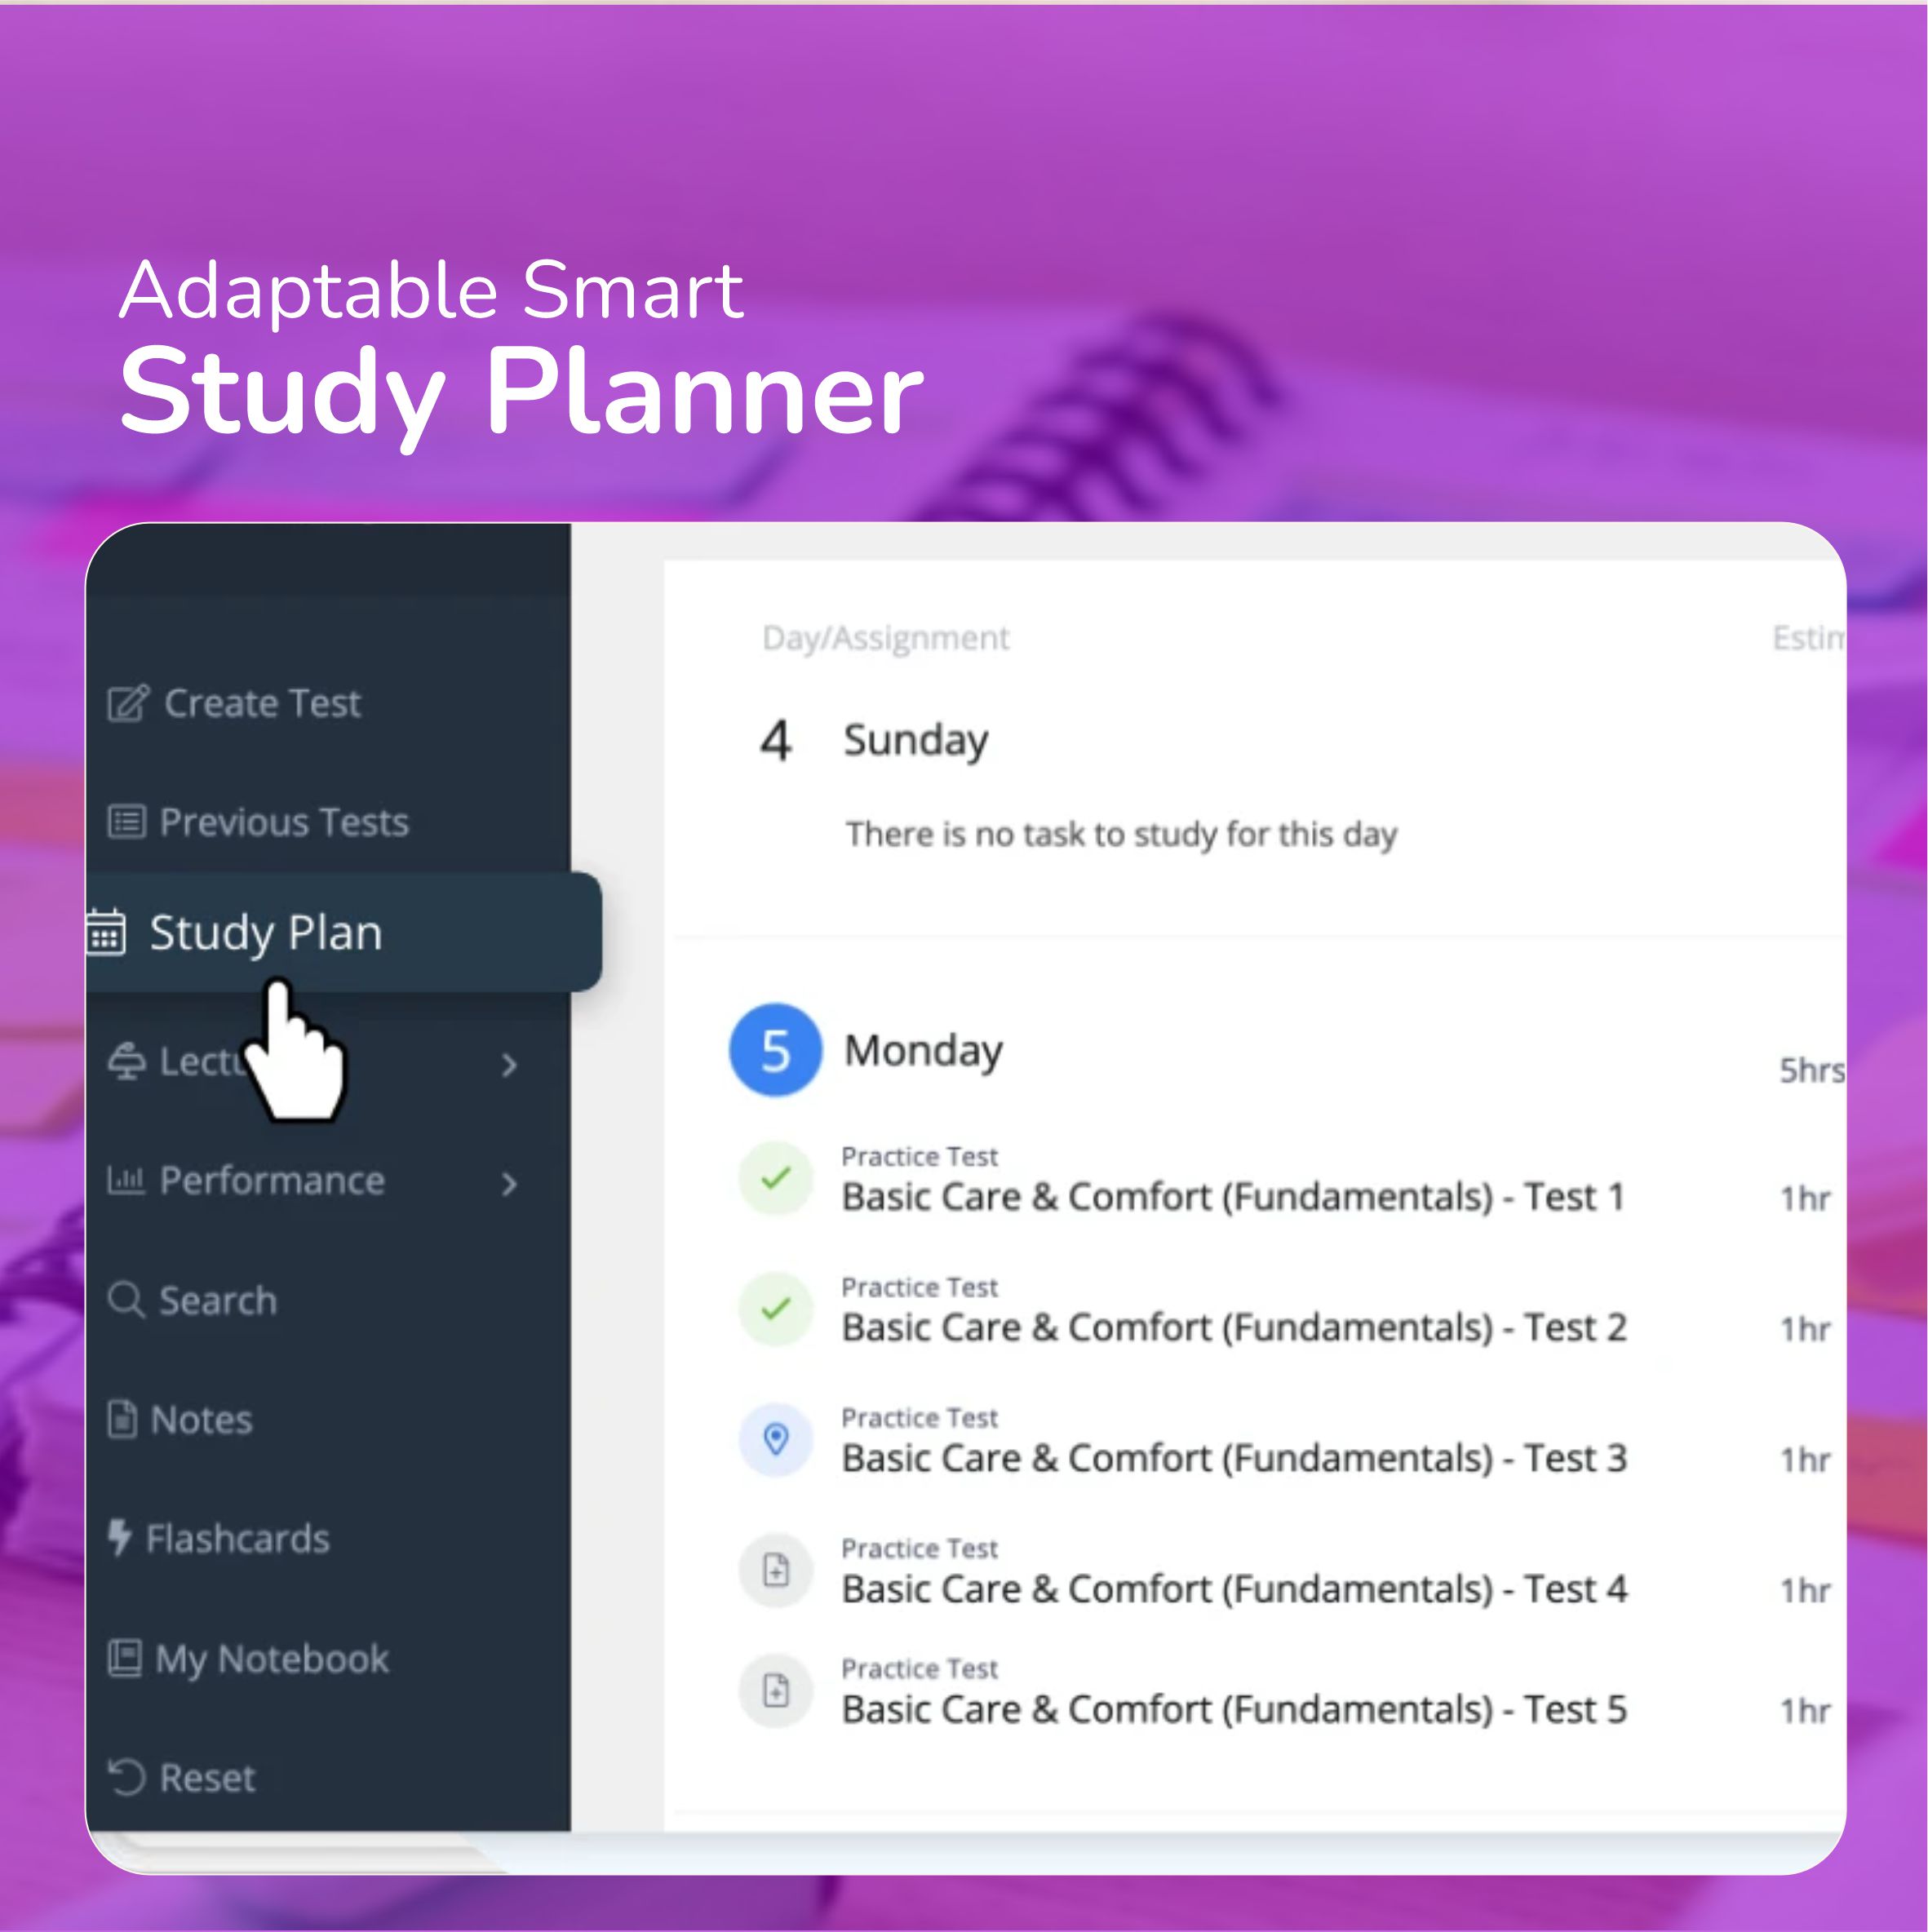 Adaptable Smart
Study Planner
Create Test
Previous Tests
Study Plan
Performance
Search
Notes
Flashcards
My Notebook
Reset
Day/Assignment
4 Sunday
There is no task to study for this day
5 Monday 5hrs
Practice Test
Basic Care & Comfort (Fundamentals) - Test 1 1hr
Practice Test
Basic Care & Comfort (Fundamentals) - Test 2 1hr
Practice Test
Basic Care & Comfort (Fundamentals) - Test 3 1hr
Practice Test
Basic Care & Comfort (Fundamentals) - Test 4 1hr
Practice Test
Basic Care & Comfort (Fundamentals) - Test 5 1hr